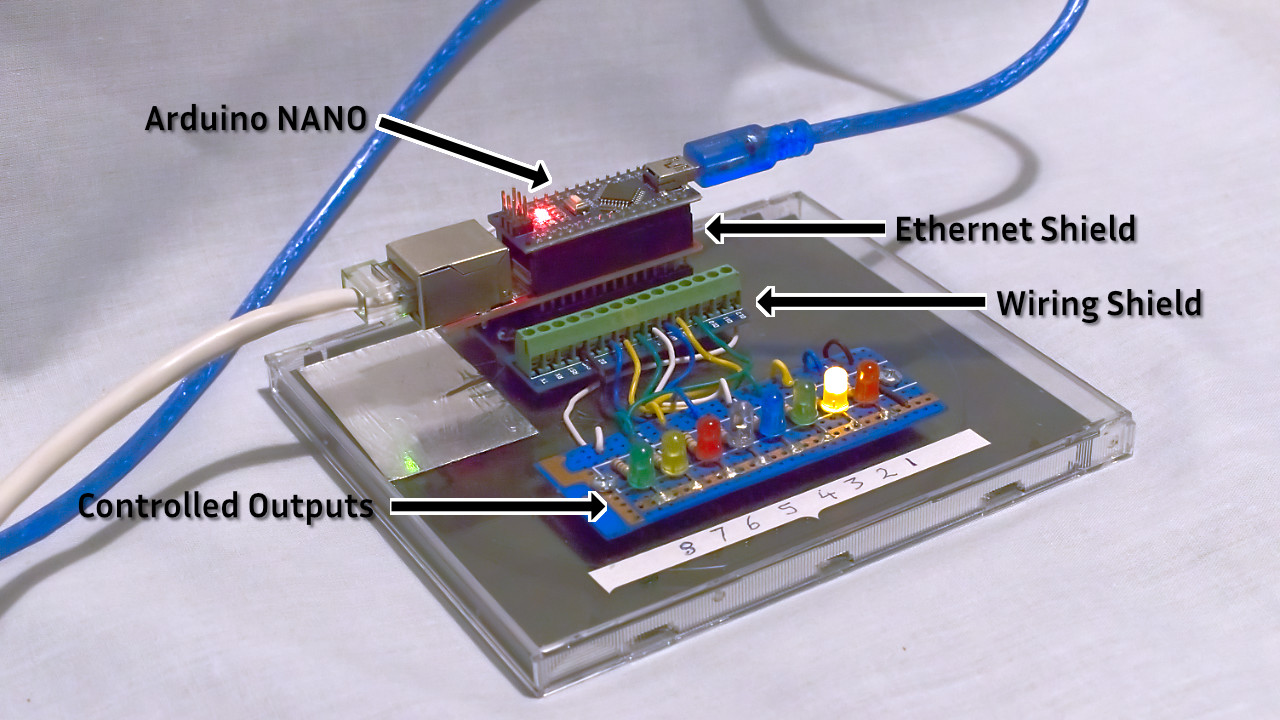 Arduino NANO
Ethernet Shield
Wiring Shield
Controlled Outputs
8 7 6 5 4 3 2 1